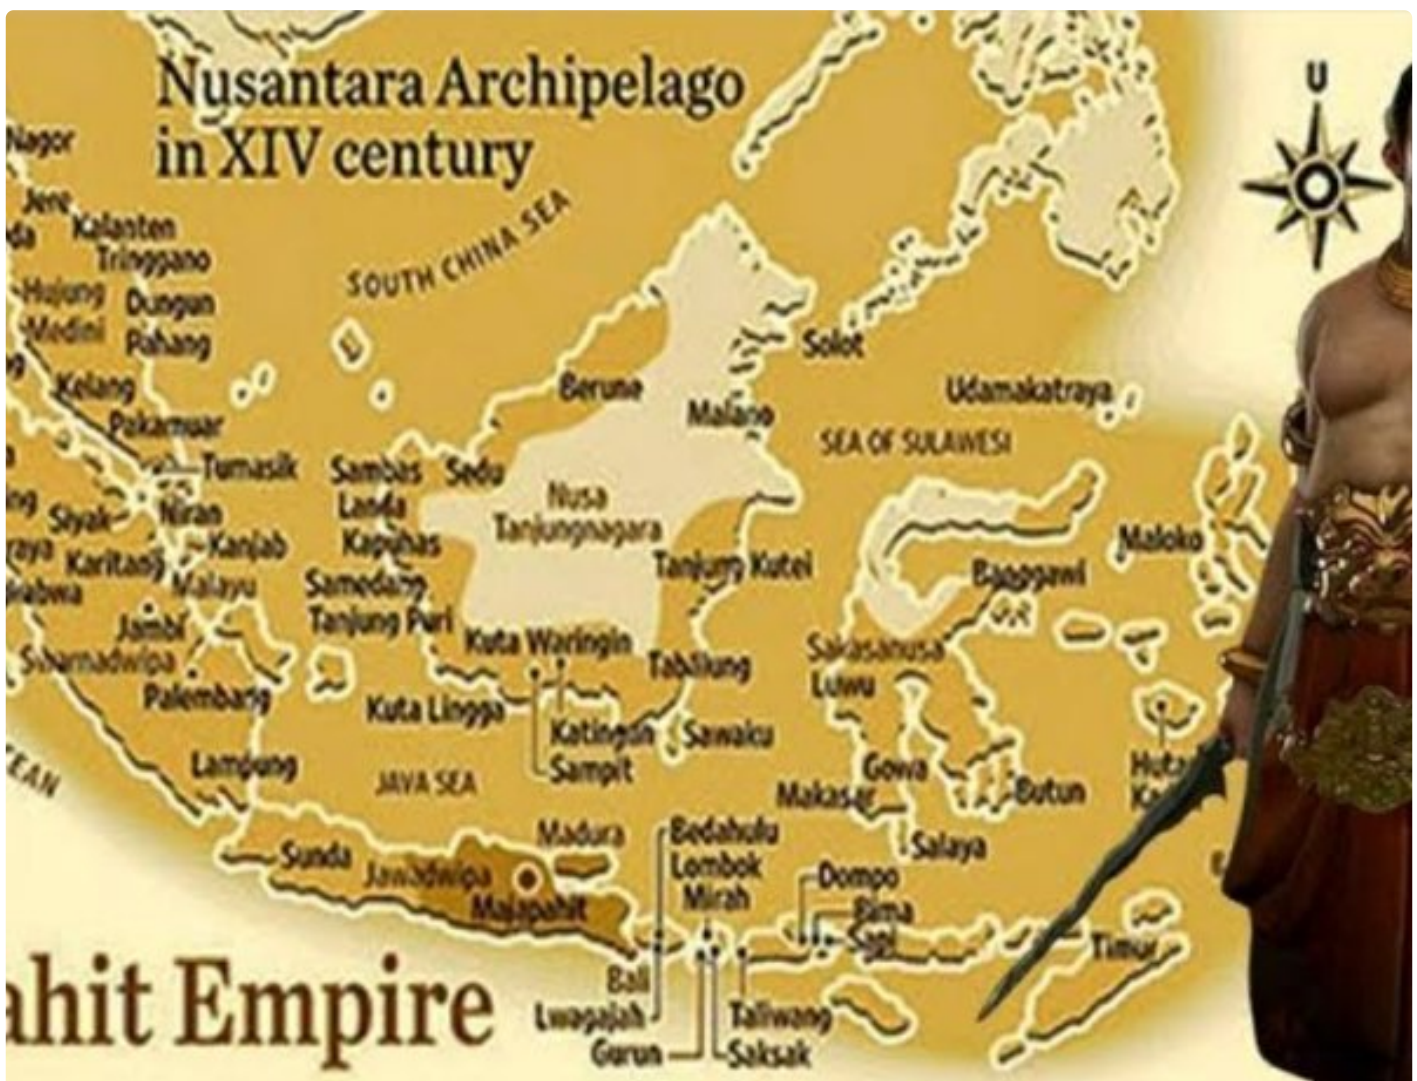 Nusantara Archipelago
in XIV century
U
Nagor
Jere
Kalanten
Tringgano
SOUTH CHINA SEA
Hujung
Dungun
Medini
Pahang
Kelang
Pakamuar
Tumasik
Solot
Berune
Malano
Udamakatraya
SEA OF SULAWESI
Sambas
Sedu
Landa
Kapuhas
Samedang
Tanjung Puri
Nusa
Tanjungnagara
Siyak
Niran
Kanjab
Karitang
Malayu
Jambi
Swarnadwipa
Palembang
Lampung
Tanjung Kutei
Kuta Waringin
Tabalung
Kuta Lingga
Katingan
Sampit
Sawaku
JAVA SEA
Banggawi
Maloko
Sakasanusa
Luwu
Gowa
Makasar
Butun
Salaya
Sunda
Jawadwipa
Madura
Majapahit
Bedahulu
Lombok
Mirah
Dompo
Bima
Timur
Bali
Lwagajah
Gurun
Taliwang
Saksak
ahit Empire